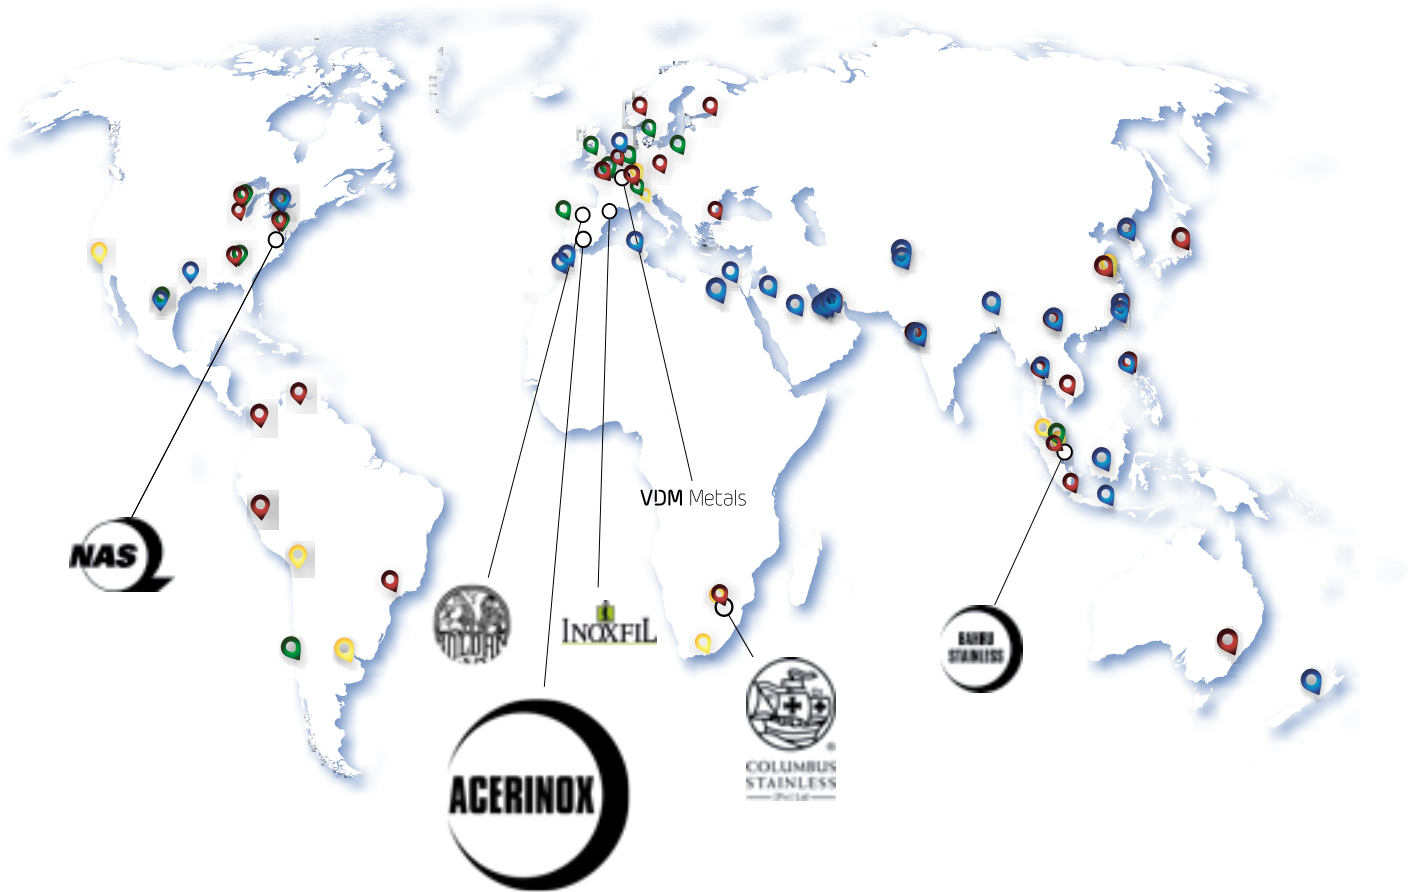 VDM Metals
NAS
INOXFIL
BAHRU
STAINLESS
ACERINOX
COLUMBUS
STAINLESS